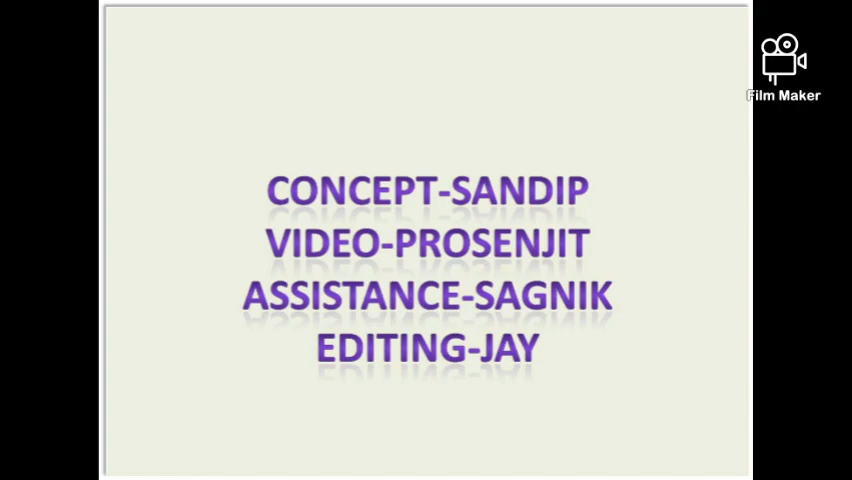 Film Maker
CONCEPT-SANDIP
VIDEO-PROSENJIT
ASSISTANCE-SAGNIK
EDITING-JAY